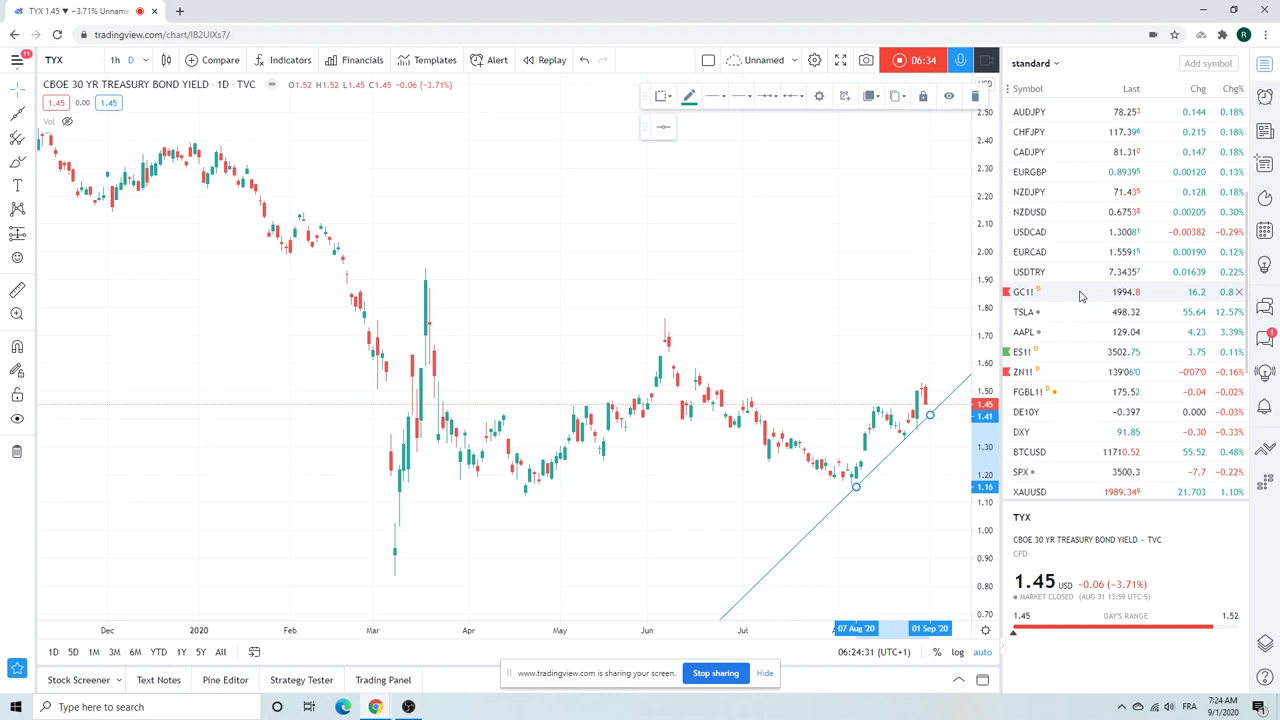 TYX 1.45 ▼ −3.71% Unname
tradingview.com/chart/IB2UIXs7/
R
11
TYX
1h D
Compare
Indicators
Financials
Templates
Alert
Replay
Unnamed
06:34
standard
Add symbol
CBOE 30 YR TREASURY BOND YIELD · 1D · TVC
1.52 L1.45 C1.45 −0.06 (−3.71%)
1.45 0.00 1.45
Vol
Symbol Last Chg Chg%
AUDJPY 78.253 0.144 0.18%
CHFJPY 117.396 0.215 0.18%
CADJPY 81.310 0.147 0.18%
EURGBP 0.89395 0.00120 0.13%
NZDJPY 71.435 0.128 0.18%
NZDUSD 0.67538 0.00205 0.30%
USDCAD 1.30081 −0.00382 −0.29%
EURCAD 1.55915 0.00190 0.12%
USDTRY 7.34357 0.01639 0.22%
GC1! D 1994.8 16.2 0.8
TSLA 498.32 55.64 12.57%
AAPL 129.04 4.23 3.39%
ES1! D 3502.75 3.75 0.11%
ZN1! D 139'06'0 −0'07'0 −0.16%
FGBL1! D 175.52 −0.04 −0.02%
DE10Y −0.397 0.000 −0.03%
DXY 91.85 −0.30 −0.33%
BTCUSD 11710.52 55.52 0.48%
SPX 3500.3 −7.7 −0.22%
XAUUSD 1989.349 21.703 1.10%
2.50
2.40
2.30
2.20
2.10
2.00
1.90
1.80
1.70
1.60
1.50
1.45
1.41
1.30
1.20
1.16
1.10
1.00
0.90
0.80
0.70
Dec 2020 Feb Mar Apr May Jun Jul 07 Aug '20 01 Sep '20
TYX
CBOE 30 YR TREASURY BOND YIELD · TVC
CFD
1.45 USD −0.06 (−3.71%)
MARKET CLOSED (AUG 31 13:59 UTC-5)
1.45 DAY'S RANGE 1.52
1D 5D 1M 3M 6M YTD 1Y 5Y All
06:24:31 (UTC+1) % log auto
Stock Screener
Text Notes
Pine Editor
Strategy Tester
Trading Panel
www.tradingview.com is sharing your screen.
Stop sharing
Hide
1
Type here to search
FRA
7:24 AM
9/1/2020
1